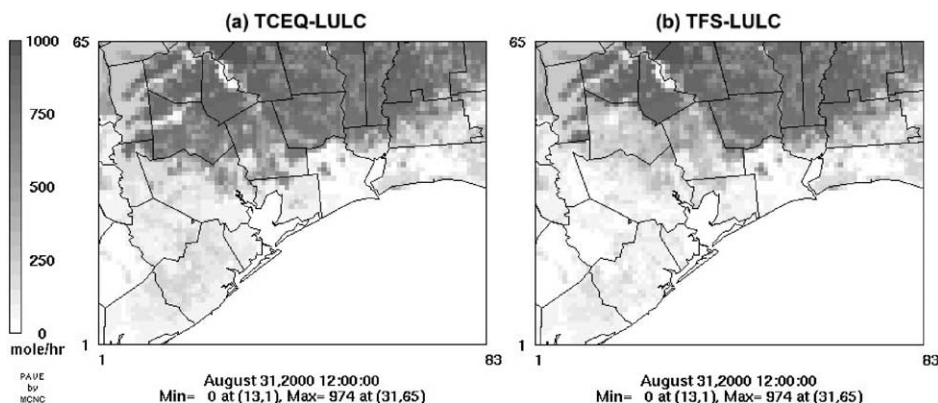 (a) TCEQ-LULC
(b) TFS-LULC
1000
750
500
250
0
mole/hr
PAVE
by
MCNC
65
1
1
83
August 31,2000 12:00:00
Min= 0 at (13,1), Max= 974 at (31,65)
65
1
1
83
August 31,2000 12:00:00
Min= 0 at (13,1), Max= 974 at (31,65)